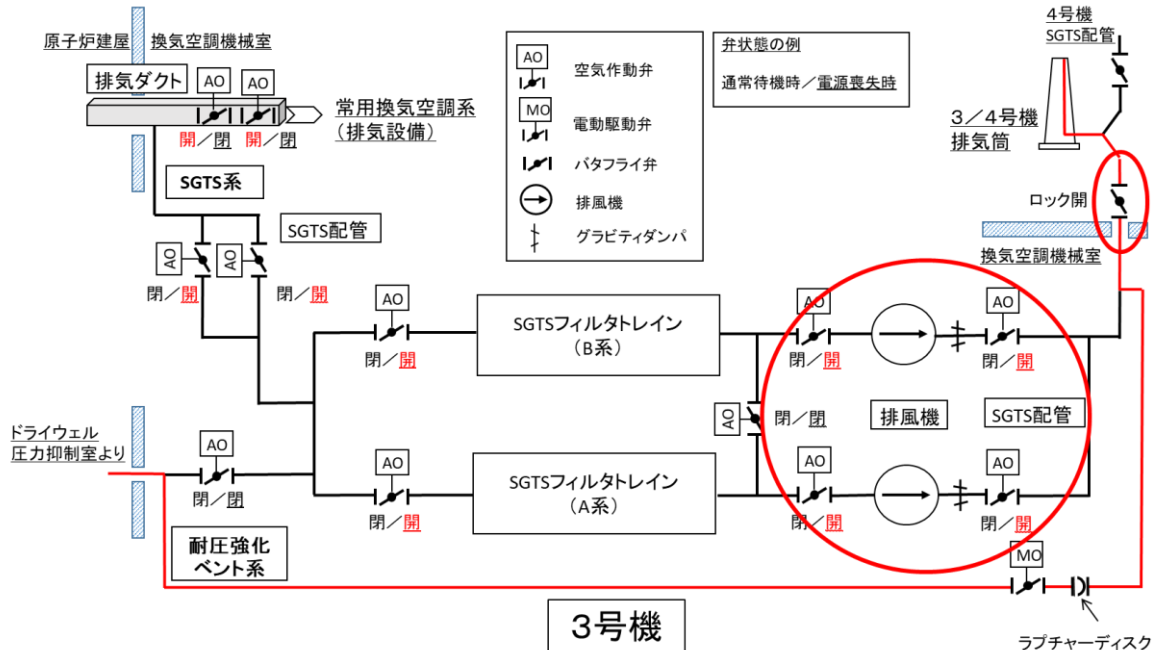 原子炉建屋
換気空調機械室
排気ダクト
AO
AO
開／閉
開／閉
常用換気空調系
(排気設備)
SGTS系
SGTS配管
AO
AO
閉／開
閉／開
AO
空気作動弁
MO
電動駆動弁
バタフライ弁
排風機
グラビティダンパ
弁状態の例
通常待機時／電源喪失時
4号機
SGTS配管
3／4号機
排気筒
ロック開
換気空調機械室
AO
閉／開
SGTSフィルタトレイン
(B系)
AO
閉／開
AO
閉／開
AO
閉／閉
排風機
SGTS配管
ドライウェル
圧力抑制室より
AO
閉／閉
AO
閉／開
SGTSフィルタトレイン
(A系)
AO
閉／開
AO
閉／開
耐圧強化
ベント系
MO
3号機
ラプチャーディスク